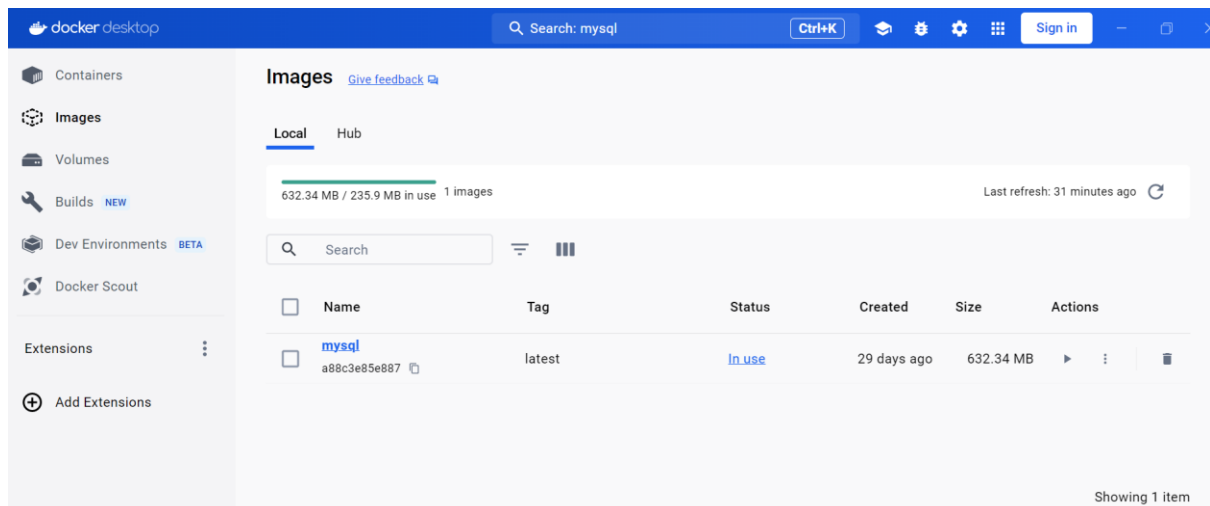 docker desktop
Search: mysql
Ctrl+K
Sign in
Containers
Images
Volumes
Builds NEW
Dev Environments BETA
Docker Scout
Extensions
Add Extensions
Images Give feedback
Local Hub
632.34 MB / 235.9 MB in use 1 images
Last refresh: 31 minutes ago
Search
Name Tag Status Created Size Actions
mysql
a88c3e85e887
latest In use 29 days ago 632.34 MB
Showing 1 item